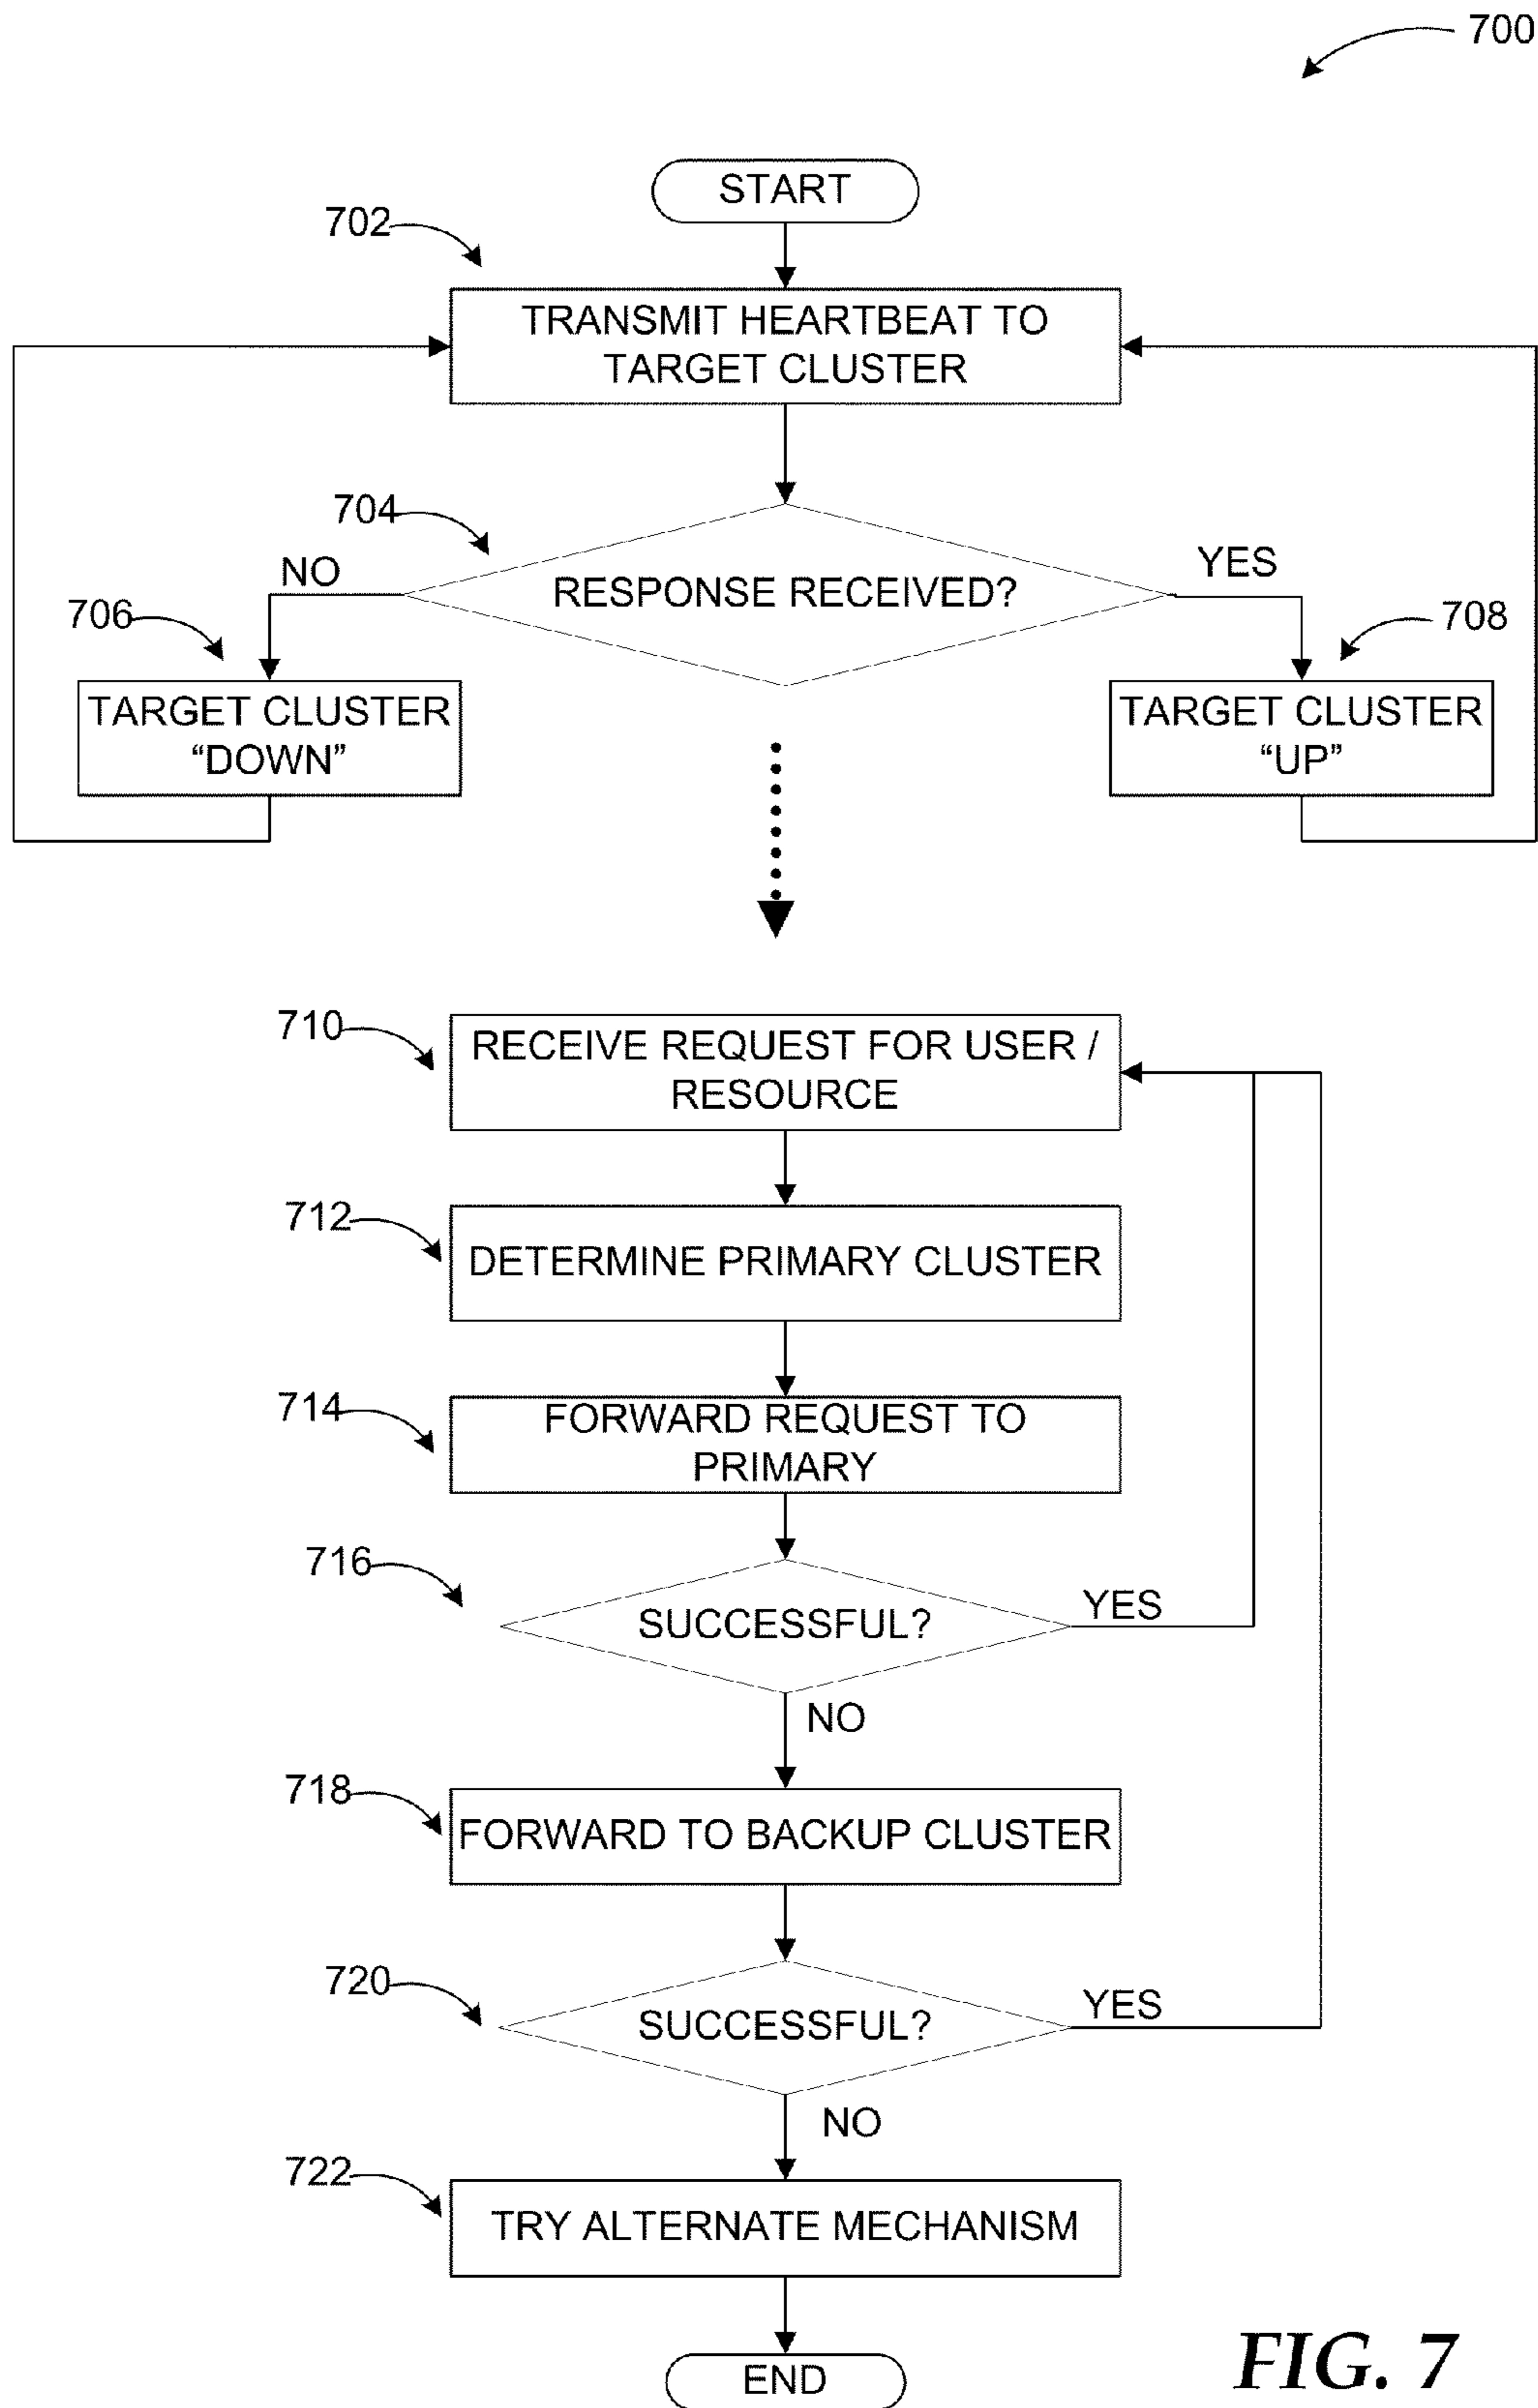 700
START
702
TRANSMIT HEARTBEAT TO
TARGET CLUSTER
704
NO
RESPONSE RECEIVED?
YES
706
708
TARGET CLUSTER
“DOWN”
TARGET CLUSTER
“UP”
710
RECEIVE REQUEST FOR USER /
RESOURCE
712
DETERMINE PRIMARY CLUSTER
714
FORWARD REQUEST TO
PRIMARY
716
SUCCESSFUL?
YES
NO
718
FORWARD TO BACKUP CLUSTER
720
SUCCESSFUL?
YES
NO
722
TRY ALTERNATE MECHANISM
END
FIG. 7